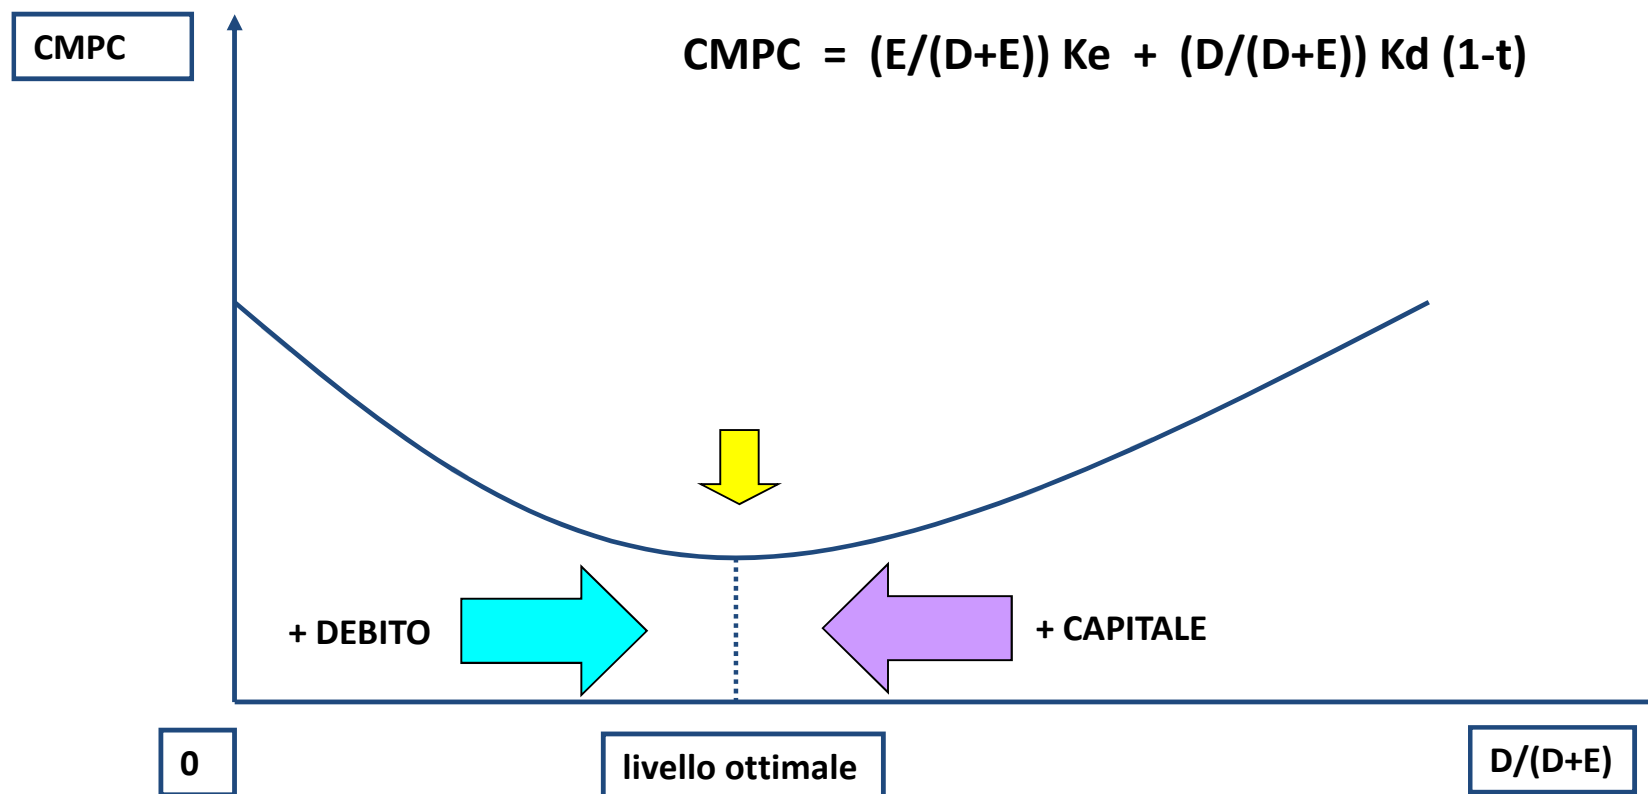 CMPC
CMPC = (E/(D+E)) Ke + (D/(D+E)) Kd (1-t)
+ DEBITO
+ CAPITALE
0
livello ottimale
D/(D+E)